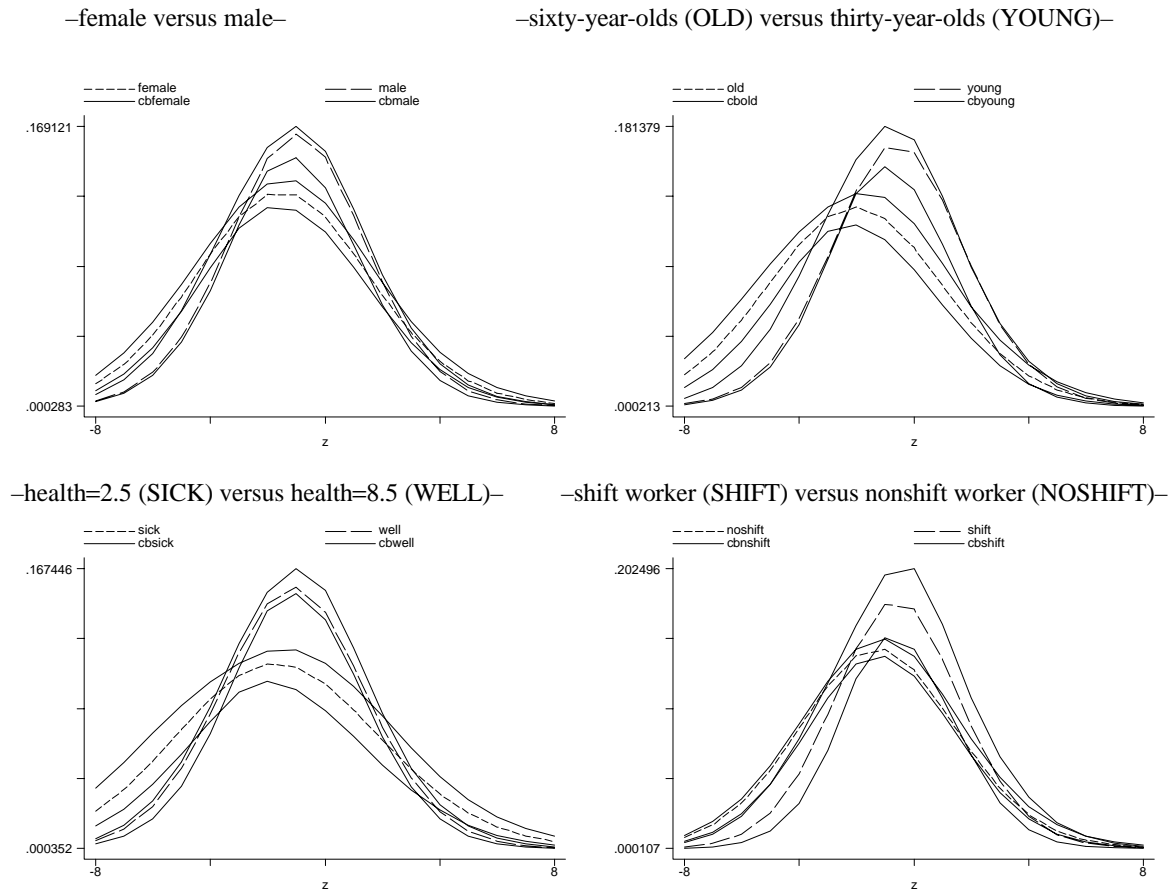 –female versus male–
–sixty-year-olds (OLD) versus thirty-year-olds (YOUNG)–
female male
cbfemale cbmale
.169121
.000283
-8 8
z
old young
cbold cbyoung
.181379
.000213
-8 8
z
–health=2.5 (SICK) versus health=8.5 (WELL)–
–shift worker (SHIFT) versus nonshift worker (NOSHIFT)–
sick well
cbsick cbwell
.167446
.000352
-8 8
z
noshift shift
cbnshift cbshift
.202496
.000107
-8 8
z